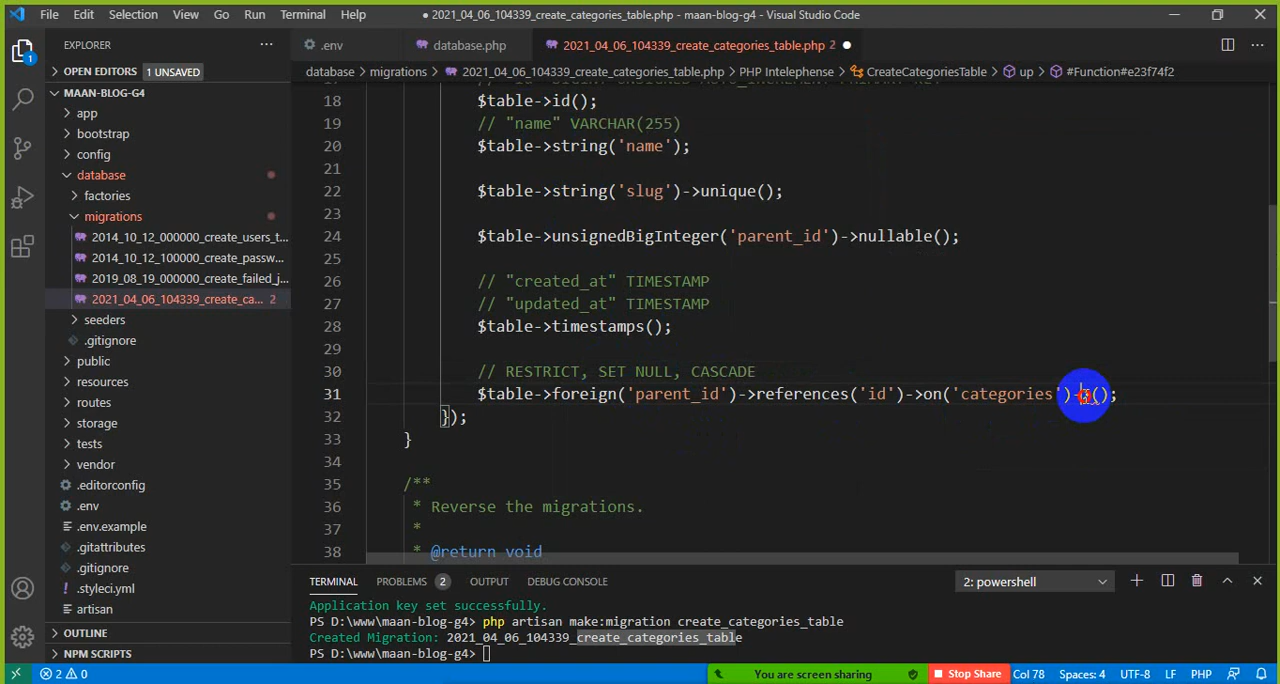 File Edit Selection View Go Run Terminal Help
● 2021_04_06_104339_create_categories_table.php - maan-blog-g4 - Visual Studio Code
EXPLORER
OPEN EDITORS 1 UNSAVED
MAAN-BLOG-G4
app
bootstrap
config
database
factories
migrations
2014_10_12_000000_create_users_t...
2014_10_12_100000_create_passw...
2019_08_19_000000_create_failed_j...
2021_04_06_104339_create_ca... 2
seeders
.gitignore
public
resources
routes
storage
tests
vendor
.editorconfig
.env
.env.example
.gitattributes
.gitignore
.styleci.yml
artisan
OUTLINE
NPM SCRIPTS
.env database.php 2021_04_06_104339_create_categories_table.php 2 ●
database > migrations > 2021_04_06_104339_create_categories_table.php > PHP Intelephense > CreateCategoriesTable > up > #Function#e23f74f2
18 $table->id();
19 // "name" VARCHAR(255)
20 $table->string('name');
21
22 $table->string('slug')->unique();
23
24 $table->unsignedBigInteger('parent_id')->nullable();
25
26 // "created_at" TIMESTAMP
27 // "updated_at" TIMESTAMP
28 $table->timestamps();
29
30 // RESTRICT, SET NULL, CASCADE
31 $table->foreign('parent_id')->references('id')->on('categories') ();
32 });
33 }
34
35 /**
36 * Reverse the migrations.
37 *
38 * @return void
TERMINAL PROBLEMS 2 OUTPUT DEBUG CONSOLE
2: powershell
Application key set successfully.
PS D:\www\maan-blog-g4> php artisan make:migration create_categories_table
Created Migration: 2021_04_06_104339_create_categories_table
PS D:\www\maan-blog-g4>
2 0
You are screen sharing Stop Share
Col 78 Spaces: 4 UTF-8 LF PHP